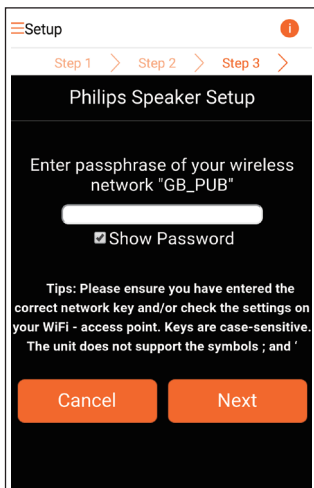 Setup
i
Step 1 Step 2 Step 3
Philips Speaker Setup
Enter passphrase of your wireless
network "GB_PUB"
Show Password
Tips: Please ensure you have entered the
correct network key and/or check the settings on
your WiFi - access point. Keys are case-sensitive.
The unit does not support the symbols ; and ‘
Cancel Next